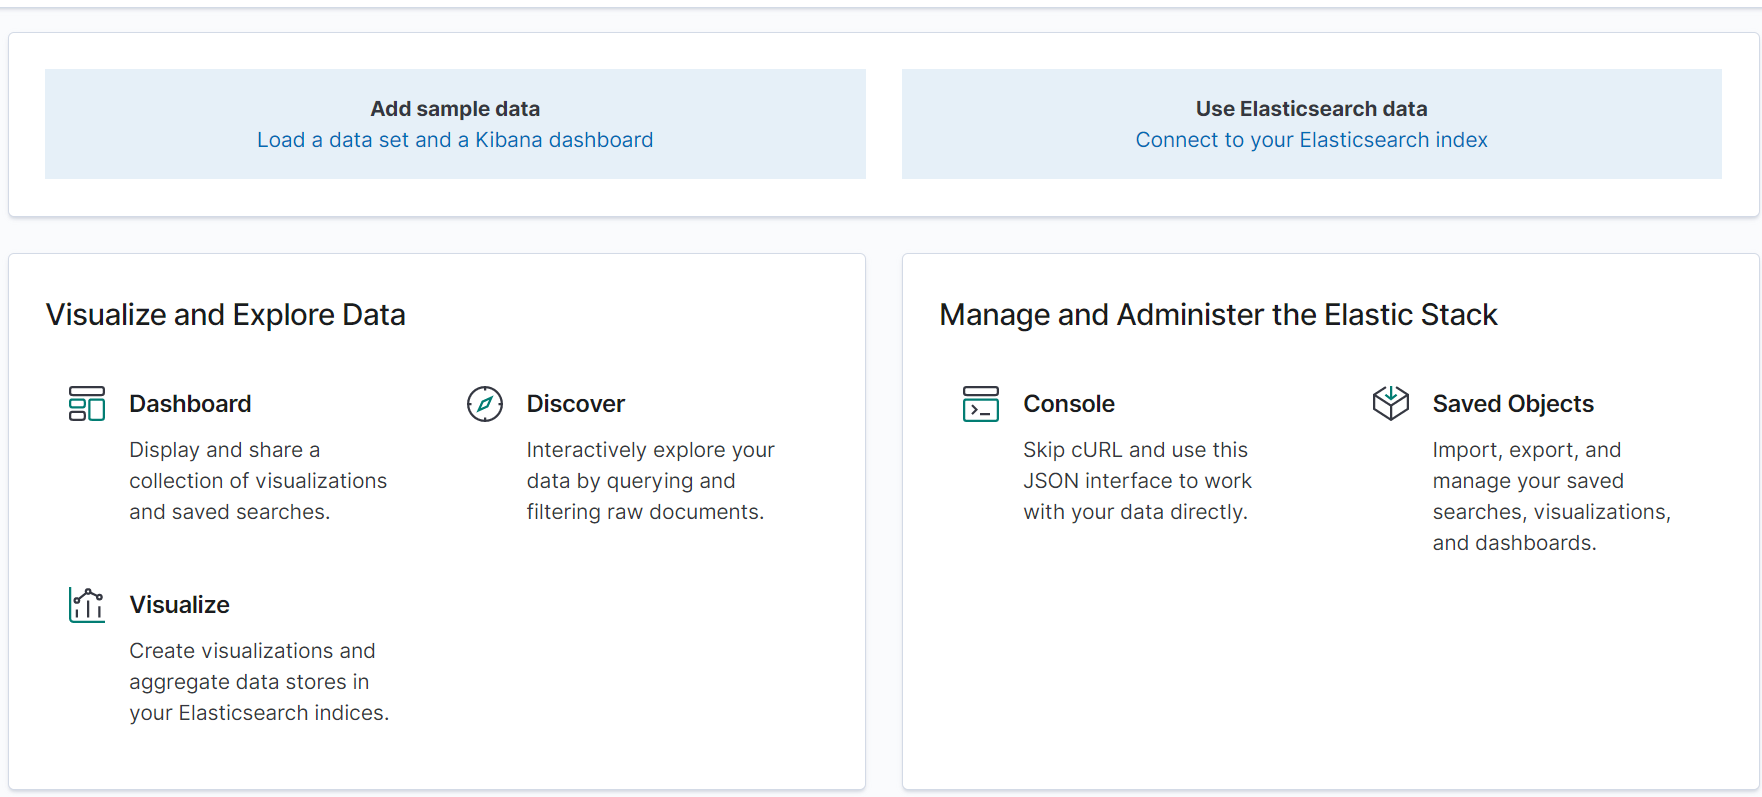 Add sample data
Load a data set and a Kibana dashboard
Use Elasticsearch data
Connect to your Elasticsearch index
Visualize and Explore Data
Dashboard
Display and share a
collection of visualizations
and saved searches.
Discover
Interactively explore your
data by querying and
filtering raw documents.
Visualize
Create visualizations and
aggregate data stores in
your Elasticsearch indices.
Manage and Administer the Elastic Stack
Console
Skip cURL and use this
JSON interface to work
with your data directly.
Saved Objects
Import, export, and
manage your saved
searches, visualizations,
and dashboards.